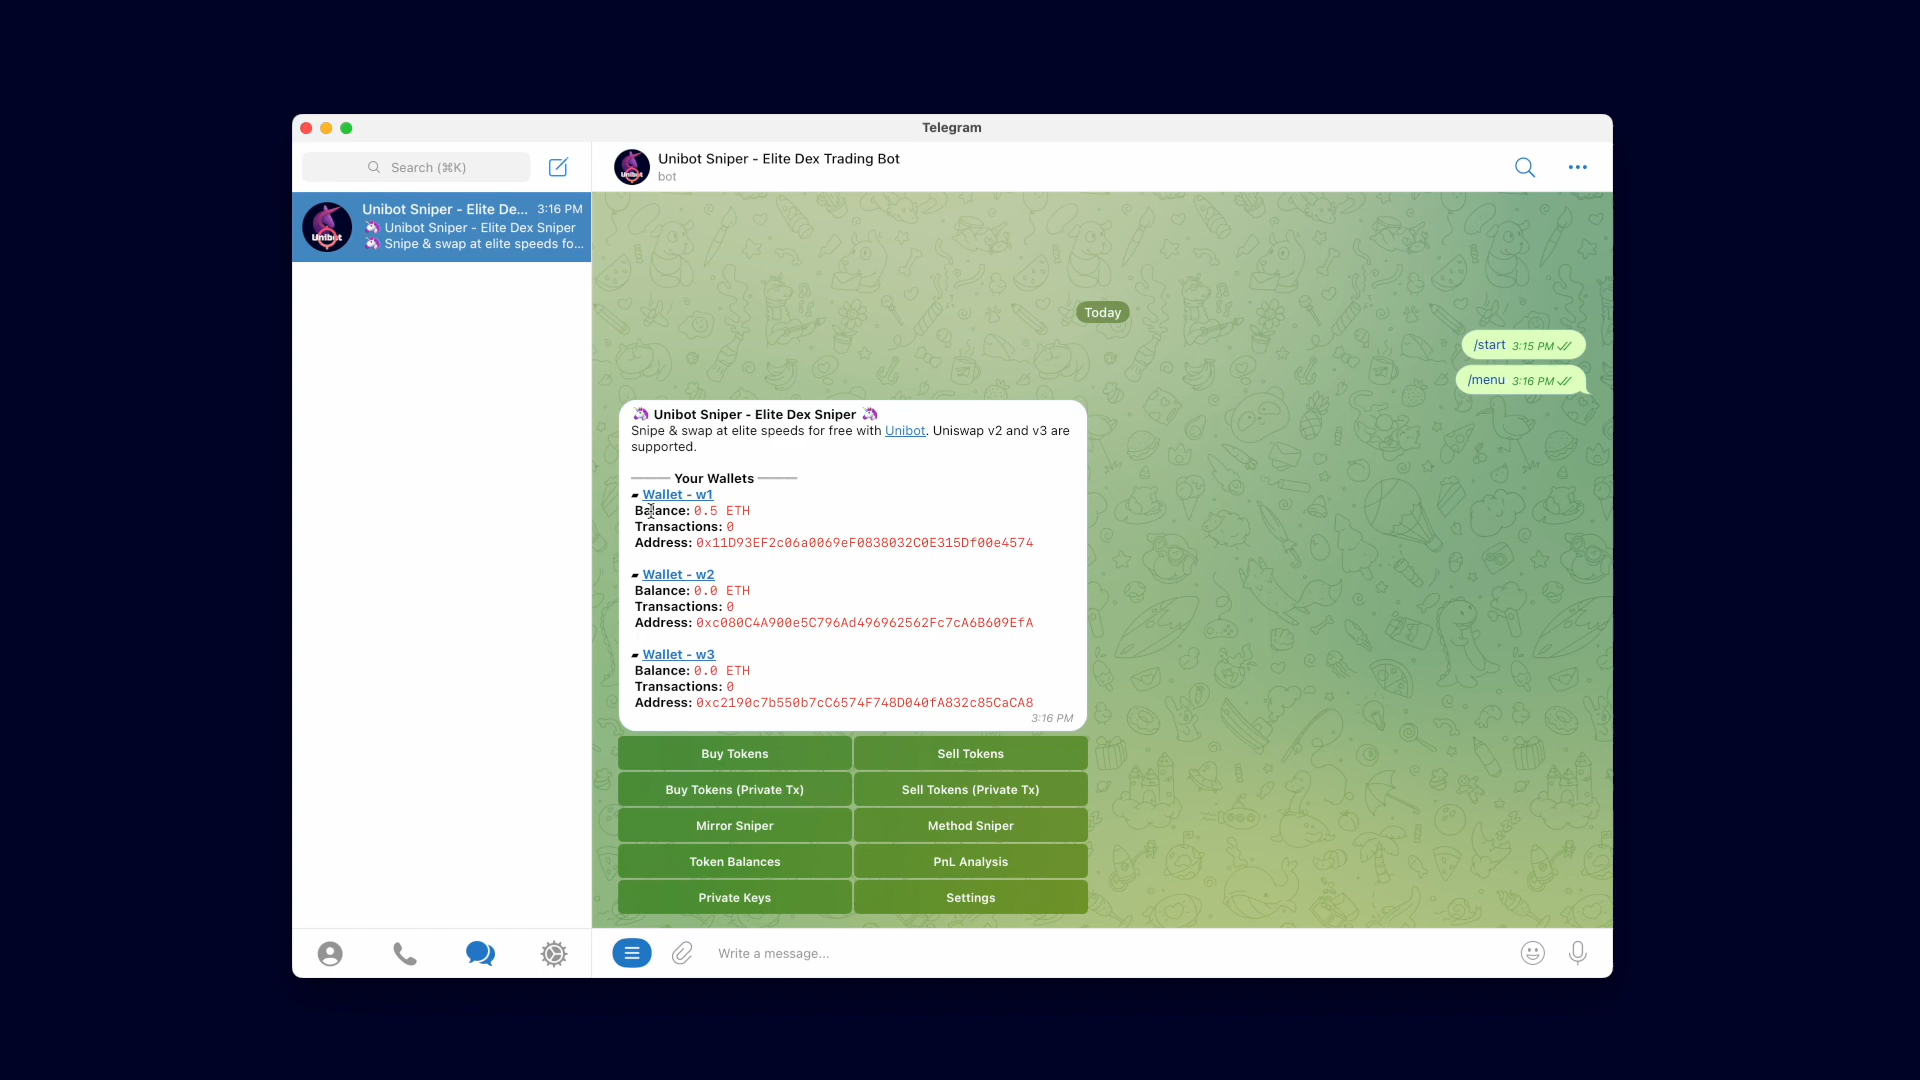 Telegram
Search (⌘K)
Unibot Sniper - Elite De... 3:16 PM
🦄 Unibot Sniper - Elite Dex Sniper
🦄 Snipe & swap at elite speeds fo...
Unibot
Unibot Sniper - Elite Dex Trading Bot
bot
Unibot
Today
/start 3:15 PM
/menu 3:16 PM
🦄 Unibot Sniper - Elite Dex Sniper 🦄
Snipe & swap at elite speeds for free with Unibot. Uniswap v2 and v3 are
supported.
Your Wallets
▰ Wallet - w1
Balance: 0.5 ETH
Transactions: 0
Address: 0x11D93EF2c06a0069eF0838032C0E315Df00e4574
▰ Wallet - w2
Balance: 0.0 ETH
Transactions: 0
Address: 0xc080C4A900e5C796Ad496962562Fc7cA6B609EfA
▰ Wallet - w3
Balance: 0.0 ETH
Transactions: 0
Address: 0xc2190c7b550b7cC6574F748D040fA832c85CaCA8
3:16 PM
Buy Tokens
Sell Tokens
Buy Tokens (Private Tx)
Sell Tokens (Private Tx)
Mirror Sniper
Method Sniper
Token Balances
PnL Analysis
Private Keys
Settings
Write a message...